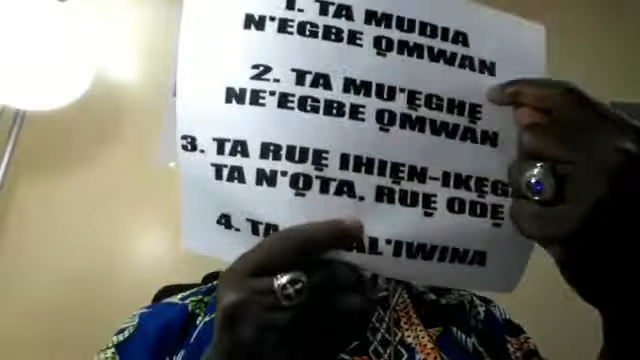 1. TA MUDIA
N'EGBE ỌMWAN
2. TA MU'ẸGHẸ
NE'EGBE ỌMWAN
3. TA RUẸ IHIẸN-IKẸG
TA N'ỌTA, RUẸ ODẸ
4. TA AL'IWINA